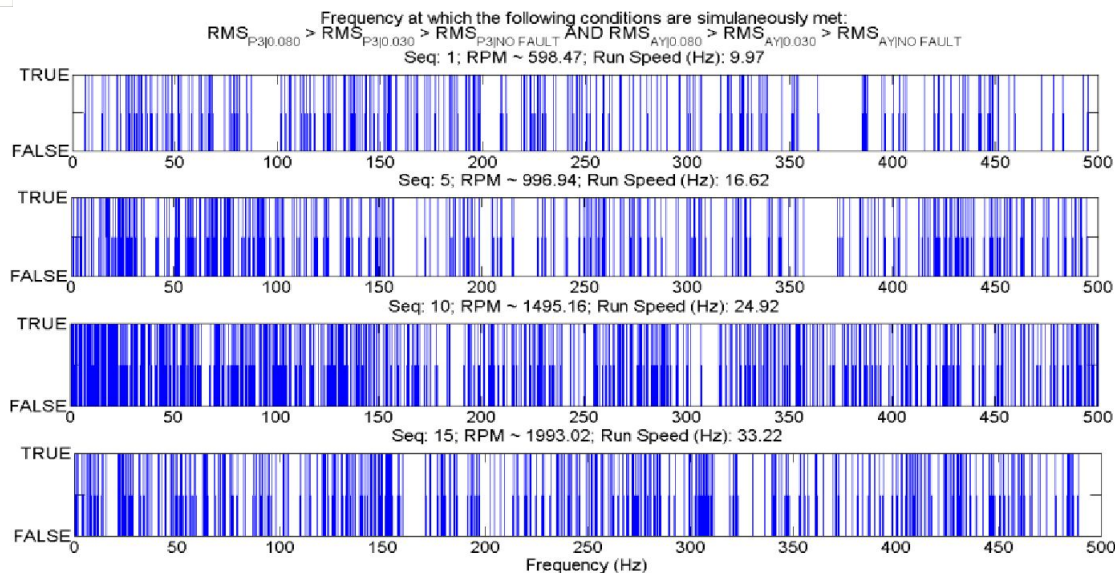 Frequency at which the following conditions are simulaneously met:
RMS_P3|0.080 > RMS_P3|0.030 > RMS_P3|NO FAULT AND RMS_AY|0.080 > RMS_AY|0.030 > RMS_AY|NO FAULT
Seq: 1; RPM ~ 598.47; Run Speed (Hz): 9.97
TRUE
FALSE
0 50 100 150 200 250 300 350 400 450 500
Seq: 5; RPM ~ 996.94; Run Speed (Hz): 16.62
TRUE
FALSE
0 50 100 150 200 250 300 350 400 450 500
Seq: 10; RPM ~ 1495.16; Run Speed (Hz): 24.92
TRUE
FALSE
0 50 100 150 200 250 300 350 400 450 500
Seq: 15; RPM ~ 1993.02; Run Speed (Hz): 33.22
TRUE
FALSE
0 50 100 150 200 250 300 350 400 450 500
Frequency (Hz)